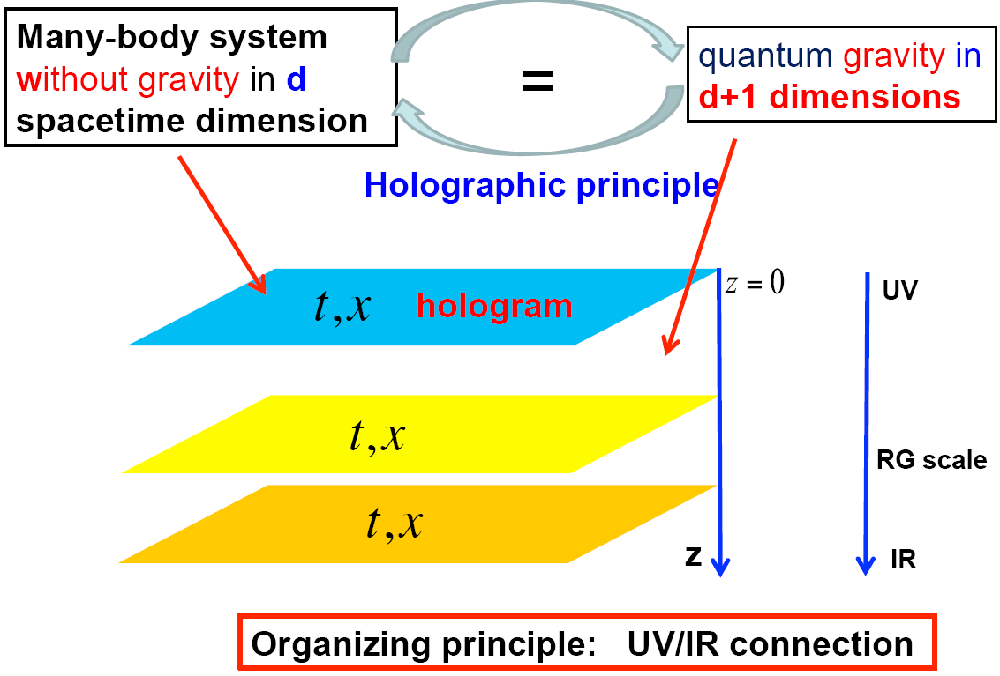 Many-body system
without gravity in d
spacetime dimension
=
quantum gravity in
d+1 dimensions
Holographic principle
t,x hologram
z = 0
UV
t,x
RG scale
t,x
z
IR
Organizing principle: UV/IR connection